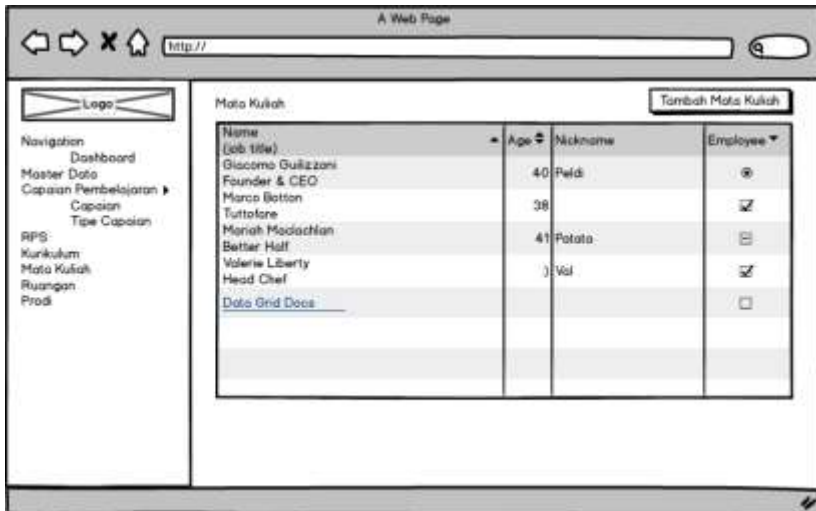 A Web Page
http://
Logo
Navigation
Dashboard
Master Data
Capaian Pembelajaran
Capaian
Tipe Capaian
RPS
Kurikulum
Mata Kuliah
Ruangan
Prodi
Mata Kuliah
Tambah Mata Kuliah
Name
(job title)
Age
Nickname
Employee
Giacomo Guilizzoni
Founder & CEO
40
Peldi
Marco Botton
Tuttofare
38
Mariah Maclachlan
Better Half
41
Patata
Valerie Liberty
Head Chef
:)
Val
Data Grid Docs